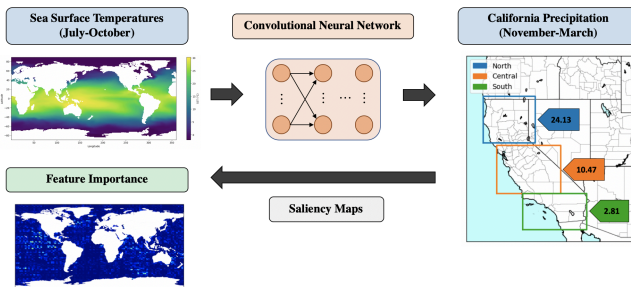 Sea Surface Temperatures
(July-October)
Convolutional Neural Network
California Precipitation
(November-March)
North
Central
South
24.13
10.47
2.81
Feature Importance
Saliency Maps